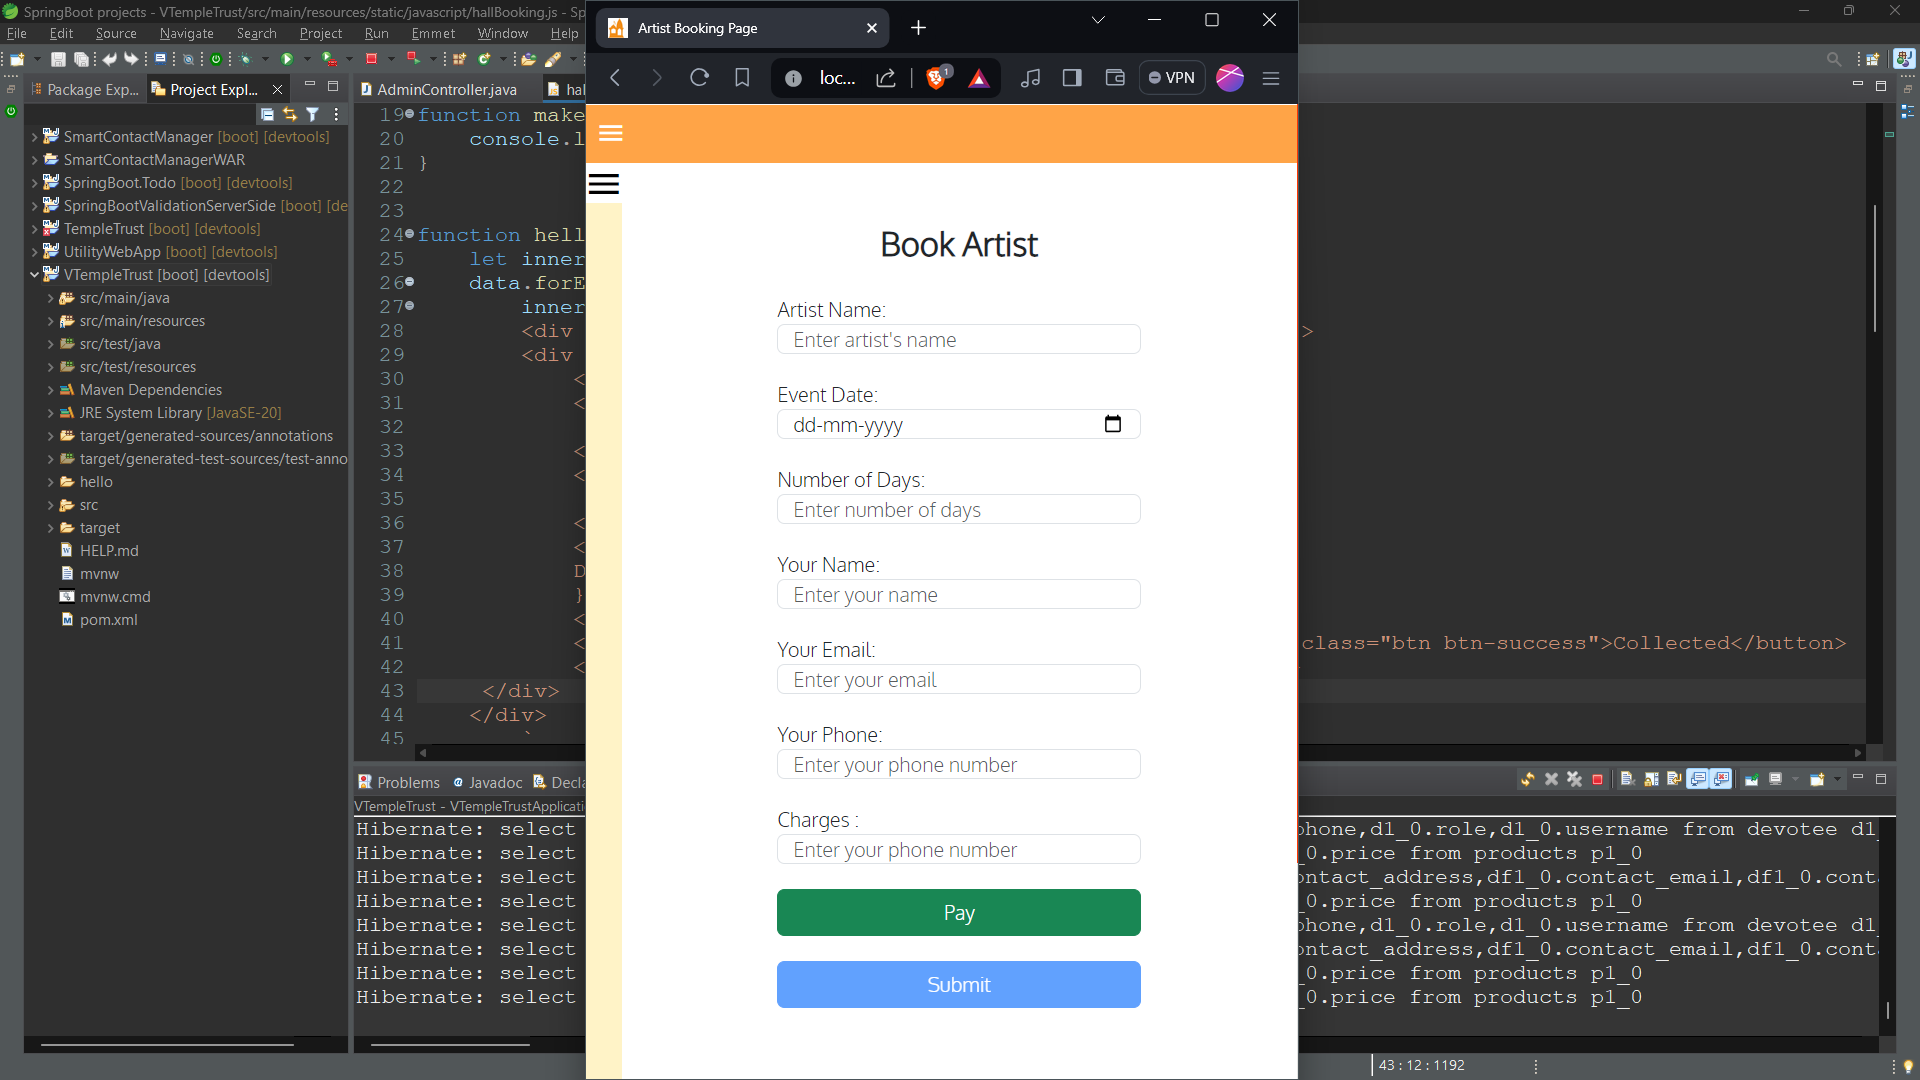 SpringBoot projects - VTempleTrust/src/main/resources/static/javascript/hallBooking.js - Sp
File Edit Source Navigate Search Project Run Emmet Window Help
Package Exp... Project Expl...
SmartContactManager [boot] [devtools]
SmartContactManagerWAR
SpringBoot.Todo [boot] [devtools]
SpringBootValidationServerSide [boot] [de
TempleTrust [boot] [devtools]
UtilityWebApp [boot] [devtools]
VTempleTrust [boot] [devtools]
src/main/java
src/main/resources
src/test/java
src/test/resources
Maven Dependencies
JRE System Library [JavaSE-20]
target/generated-sources/annotations
target/generated-test-sources/test-anno
hello
src
target
HELP.md
mvnw
mvnw.cmd
pom.xml
AdminController.java hal
19 function make
20 console.l
21 }
22
23
24 function hell
25 let inner
26 data.forE
27 inner
28 <div >
29 <div
30 <
31 <
32
33 <
34 <
35
36 <
37 <
38 D
39 }
40 <
41 < class="btn btn-success">Collected</button>
42 <
43 </div>
44 </div>
45 `
Artist Booking Page
loc... 1 VPN
Book Artist
Artist Name:
Enter artist's name
Event Date:
dd-mm-yyyy
Number of Days:
Enter number of days
Your Name:
Enter your name
Your Email:
Enter your email
Your Phone:
Enter your phone number
Charges :
Enter your phone number
Pay
Submit
Problems Javadoc Decla
VTempleTrust - VTempleTrustApplicati
Hibernate: select phone,d1_0.role,d1_0.username from devotee d1_
Hibernate: select _0.price from products p1_0
Hibernate: select ontact_address,df1_0.contact_email,df1_0.conta
Hibernate: select _0.price from products p1_0
Hibernate: select phone,d1_0.role,d1_0.username from devotee d1_
Hibernate: select ontact_address,df1_0.contact_email,df1_0.conta
Hibernate: select _0.price from products p1_0
Hibernate: select _0.price from products p1_0
43 : 12 : 1192